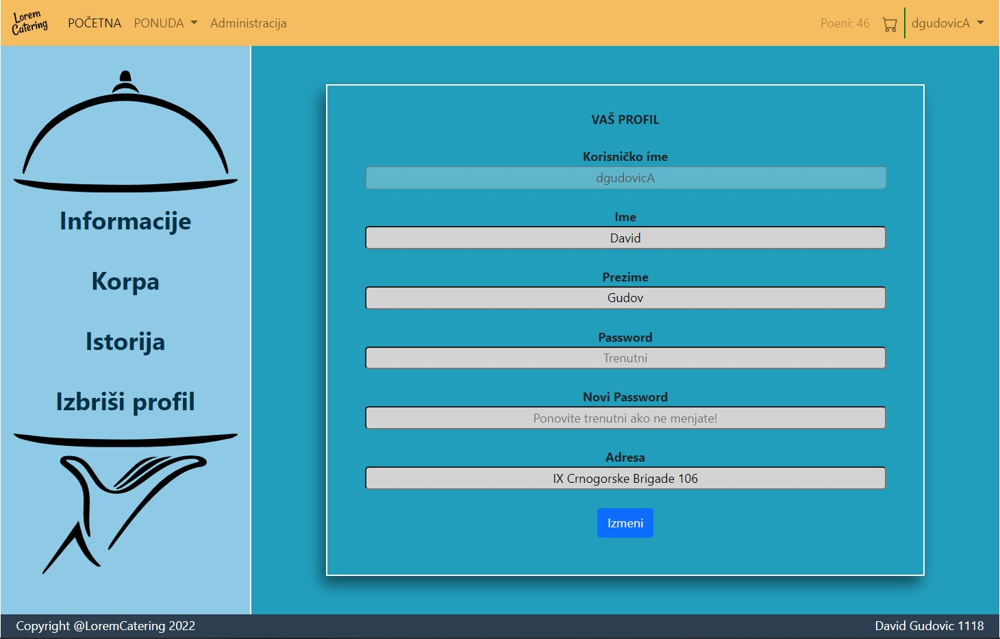 Lorem
Catering
POČETNA PONUDA Administracija Poeni: 46 dgudovicA
Informacije
Korpa
Istorija
Izbriši profil
VAŠ PROFIL
Korisničko ime
dgudovicA
Ime
David
Prezime
Gudov
Password
Trenutni
Novi Password
Ponovite trenutni ako ne menjate!
Adresa
IX Crnogorske Brigade 106
Izmeni
Copyright @LoremCatering 2022 David Gudovic 1118